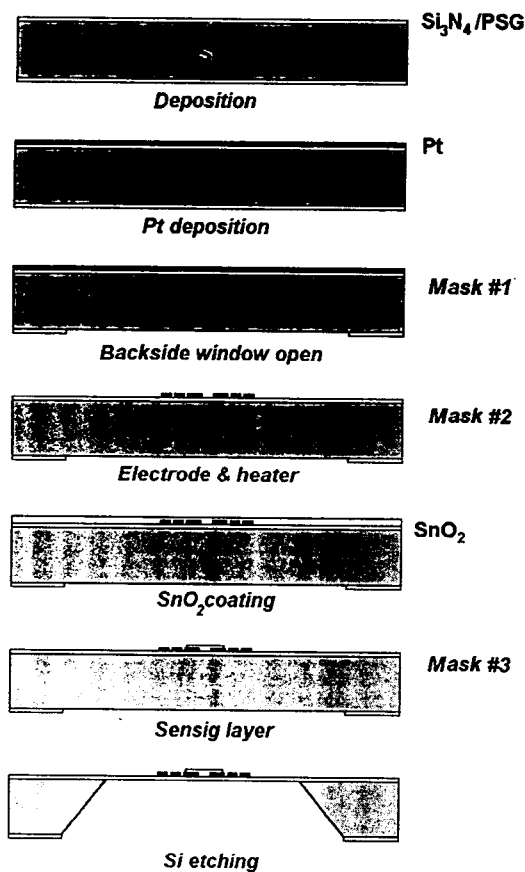 Si₃N₄/PSG
Deposition
Pt
Pt deposition
Mask #1
Backside window open
Mask #2
Electrode & heater
SnO₂
SnO₂coating
Mask #3
Sensig layer
Si etching